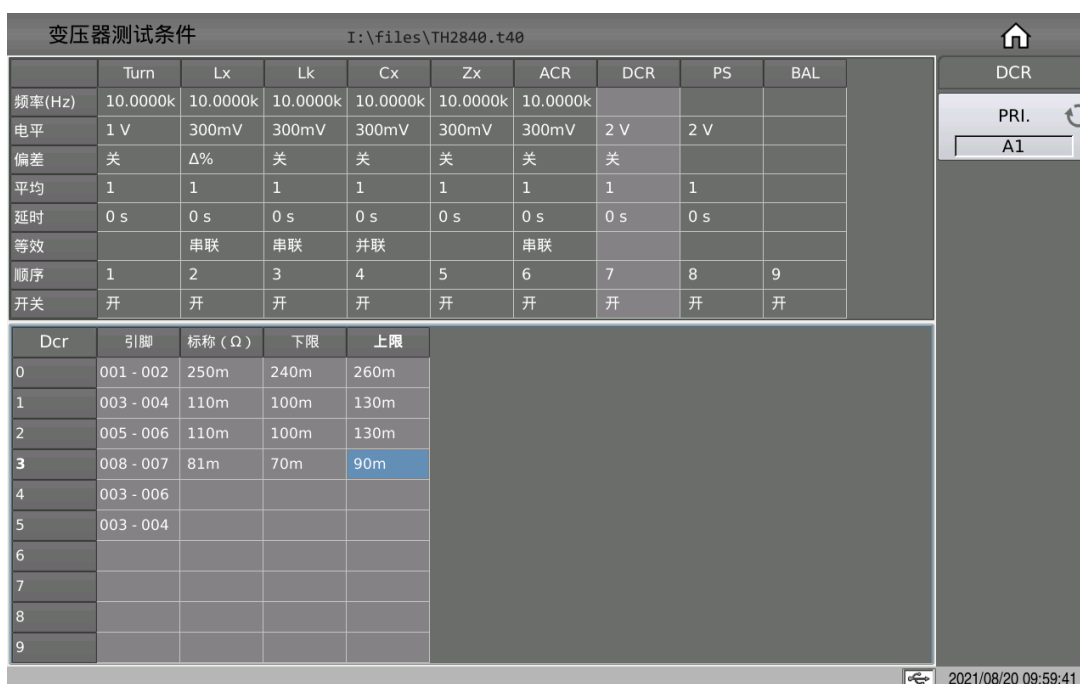 变压器测试条件 I:\files\TH2840.t40
Turn Lx Lk Cx Zx ACR DCR PS BAL
频率(Hz) 10.0000k 10.0000k 10.0000k 10.0000k 10.0000k 10.0000k
电平 1 V 300mV 300mV 300mV 300mV 300mV 2 V 2 V
偏差 关 Δ% 关 关 关 关 关
平均 1 1 1 1 1 1 1 1
延时 0 s 0 s 0 s 0 s 0 s 0 s 0 s 0 s
等效 串联 串联 并联 串联
顺序 1 2 3 4 5 6 7 8 9
开关 开 开 开 开 开 开 开 开 开
Dcr 引脚 标称（Ω） 下限 上限
0 001 - 002 250m 240m 260m
1 003 - 004 110m 100m 130m
2 005 - 006 110m 100m 130m
3 008 - 007 81m 70m 90m
4 003 - 006
5 003 - 004
6
7
8
9
DCR
PRI.
A1
2021/08/20 09:59:41